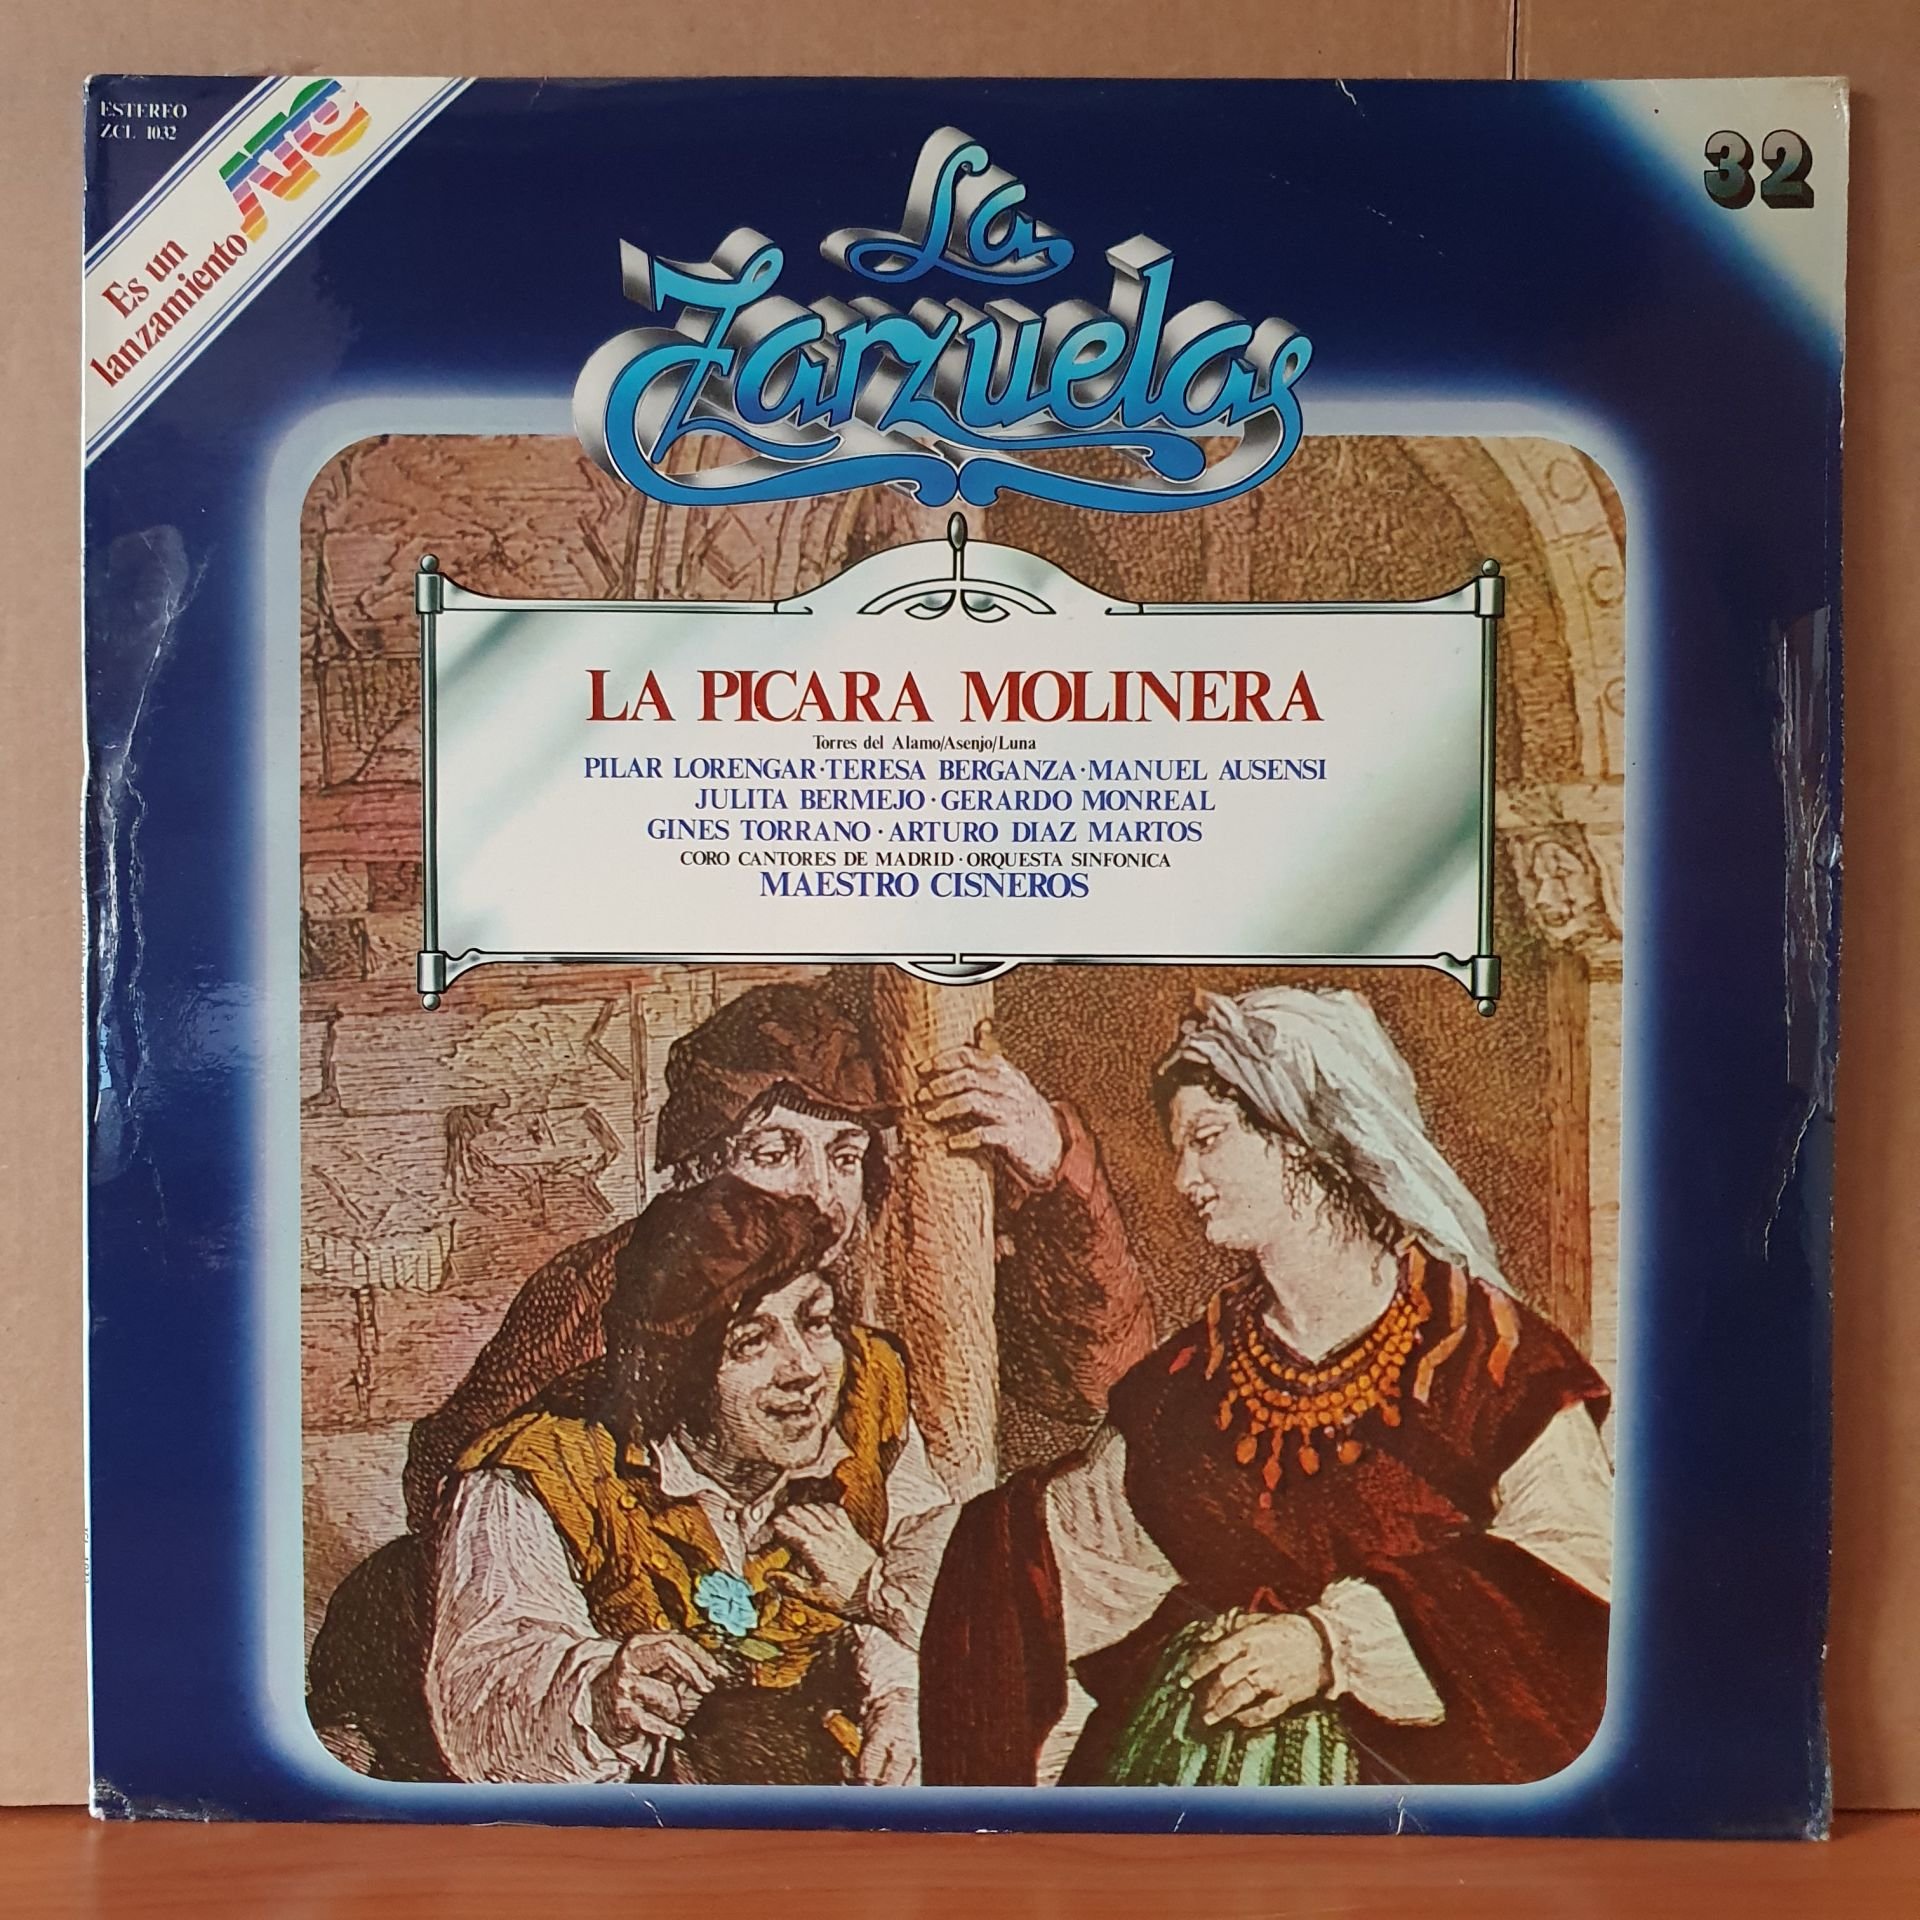 ESTEREO
ZCL 1032
Es un
lanzamiento
32
La
Zarzuela
LA PICARA MOLINERA
Torres del Alamo/Asenjo/Luna
PILAR LORENGAR·TERESA BERGANZA·MANUEL AUSENSI
JULITA BERMEJO·GERARDO MONREAL
GINES TORRANO·ARTURO DIAZ MARTOS
CORO CANTORES DE MADRID·ORQUESTA SINFONICA
MAESTRO CISNEROS